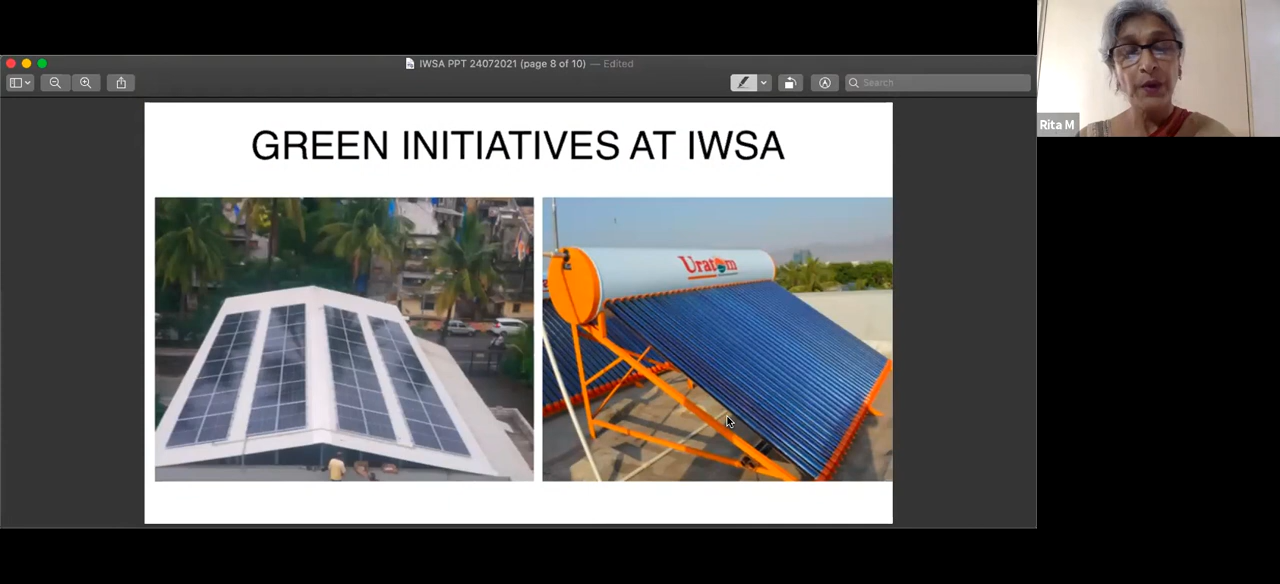 IWSA PPT 24072021 (page 8 of 10) — Edited
Search
Rita M
GREEN INITIATIVES AT IWSA
Uratom